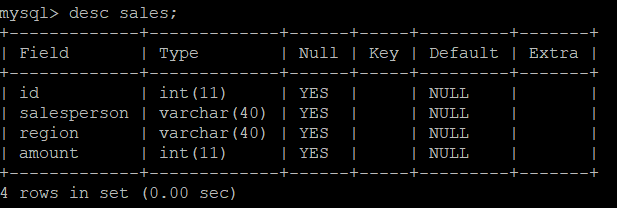 mysql> desc sales;
+-------------+-------------+------+-----+---------+-------+
| Field       | Type        | Null | Key | Default | Extra |
+-------------+-------------+------+-----+---------+-------+
| id          | int(11)     | YES  |     | NULL    |       |
| salesperson | varchar(40) | YES  |     | NULL    |       |
| region      | varchar(40) | YES  |     | NULL    |       |
| amount      | int(11)     | YES  |     | NULL    |       |
+-------------+-------------+------+-----+---------+-------+
4 rows in set (0.00 sec)